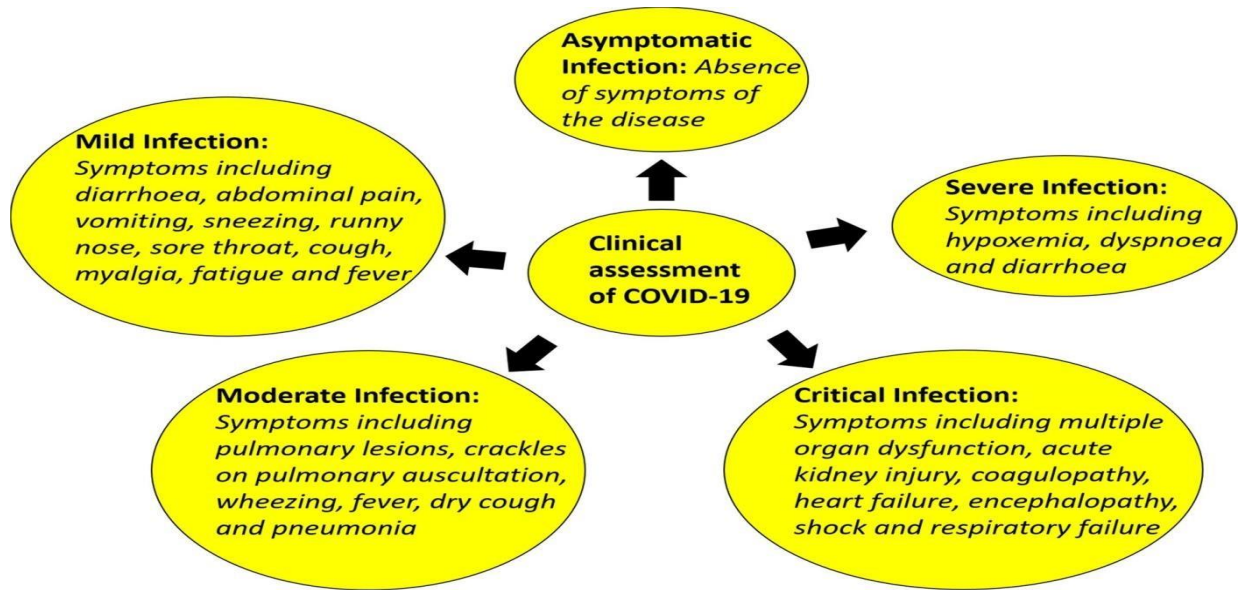 Asymptomatic
Infection: Absence
of symptoms of
the disease
Mild Infection:
Symptoms including
diarrhoea, abdominal pain,
vomiting, sneezing, runny
nose, sore throat, cough,
myalgia, fatigue and fever
Severe Infection:
Symptoms including
hypoxemia, dyspnoea
and diarrhoea
Clinical
assessment
of COVID-19
Moderate Infection:
Symptoms including
pulmonary lesions, crackles
on pulmonary auscultation,
wheezing, fever, dry cough
and pneumonia
Critical Infection:
Symptoms including multiple
organ dysfunction, acute
kidney injury, coagulopathy,
heart failure, encephalopathy,
shock and respiratory failure